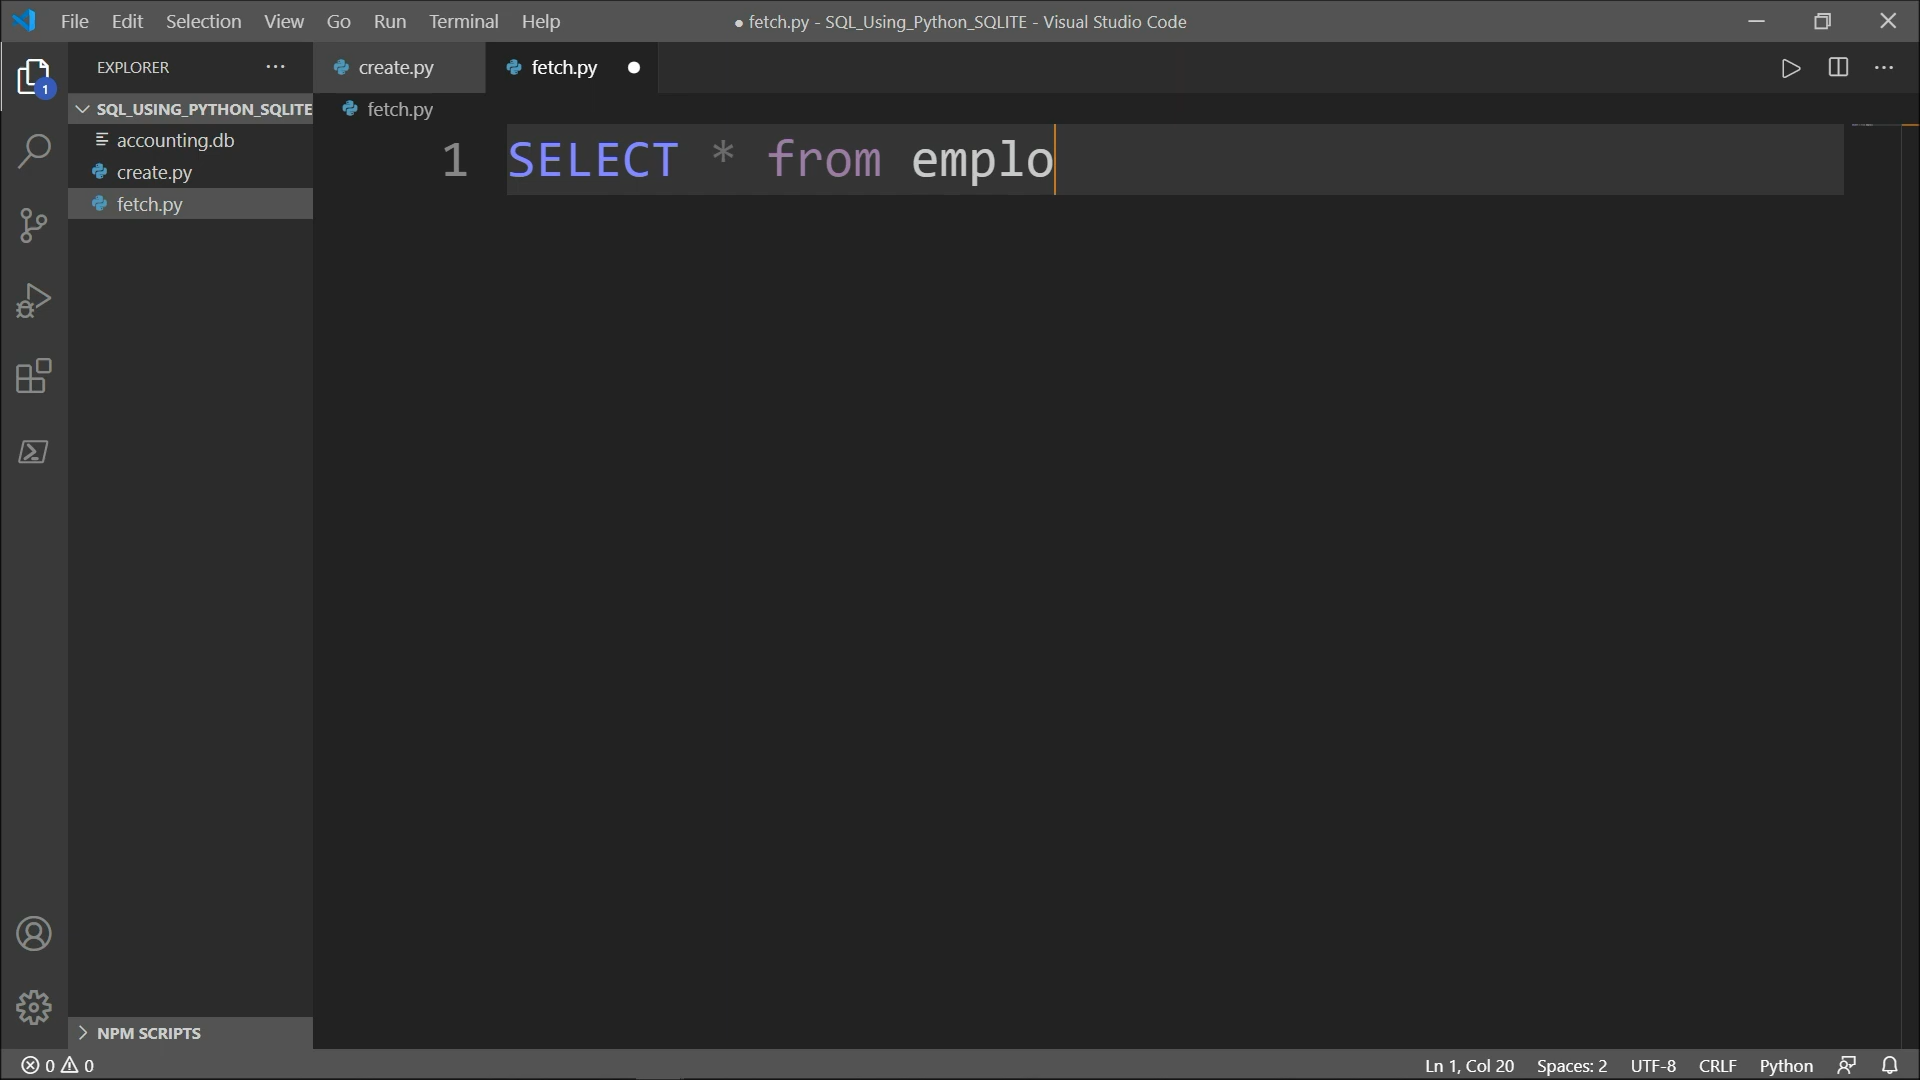 File Edit Selection View Go Run Terminal Help
● fetch.py - SQL_Using_Python_SQLITE - Visual Studio Code
EXPLORER
create.py
fetch.py
1
SQL_USING_PYTHON_SQLITE
fetch.py
accounting.db
create.py
fetch.py
1 SELECT * from emplo
NPM SCRIPTS
0 0
Ln 1, Col 20 Spaces: 2 UTF-8 CRLF Python